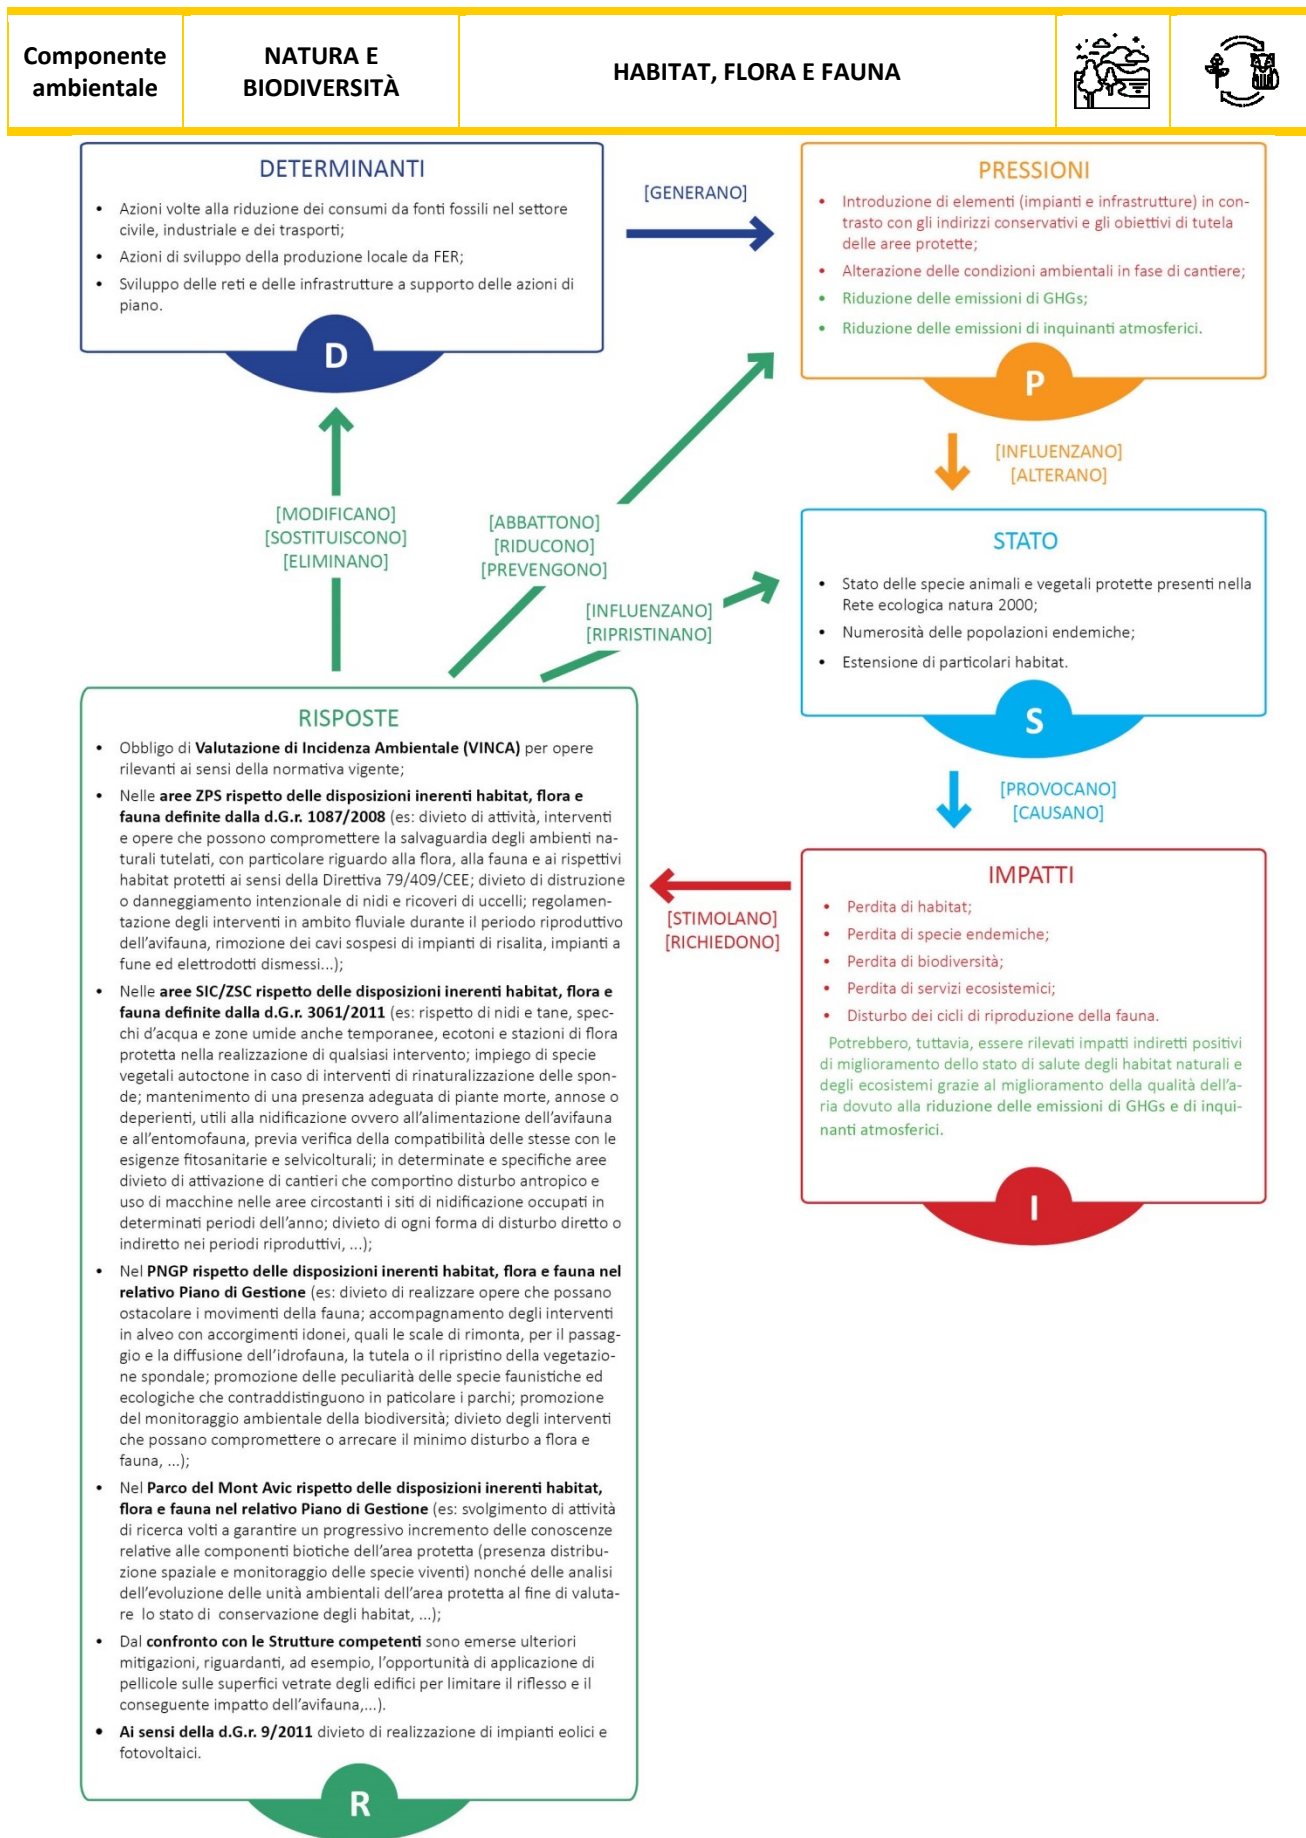 Componente
ambientale
NATURA E
BIODIVERSITÀ
HABITAT, FLORA E FAUNA
DETERMINANTI
• Azioni volte alla riduzione dei consumi da fonti fossili nel settore
civile, industriale e dei trasporti;
• Azioni di sviluppo della produzione locale da FER;
• Sviluppo delle reti e delle infrastrutture a supporto delle azioni di
piano.
D
[GENERANO]
PRESSIONI
• Introduzione di elementi (impianti e infrastrutture) in con-
trasto con gli indirizzi conservativi e gli obiettivi di tutela
delle aree protette;
• Alterazione delle condizioni ambientali in fase di cantiere;
• Riduzione delle emissioni di GHGs;
• Riduzione delle emissioni di inquinanti atmosferici.
P
[INFLUENZANO]
[ALTERANO]
[MODIFICANO]
[SOSTITUISCONO]
[ELIMINANO]
[ABBATTONO]
[RIDUCONO]
[PREVENGONO]
[INFLUENZANO]
[RIPRISTINANO]
STATO
• Stato delle specie animali e vegetali protette presenti nella
Rete ecologica natura 2000;
• Numerosità delle popolazioni endemiche;
• Estensione di particolari habitat.
S
[PROVOCANO]
[CAUSANO]
IMPATTI
• Perdita di habitat;
• Perdita di specie endemiche;
• Perdita di biodiversità;
• Perdita di servizi ecosistemici;
• Disturbo dei cicli di riproduzione della fauna.
Potrebbero, tuttavia, essere rilevati impatti indiretti positivi
di miglioramento dello stato di salute degli habitat naturali e
degli ecosistemi grazie al miglioramento della qualità dell'a-
ria dovuto alla riduzione delle emissioni di GHGs e di inqui-
nanti atmosferici.
I
[STIMOLANO]
[RICHIEDONO]
RISPOSTE
• Obbligo di Valutazione di Incidenza Ambientale (VINCA) per opere
rilevanti ai sensi della normativa vigente;
• Nelle aree ZPS rispetto delle disposizioni inerenti habitat, flora e
fauna definite dalla d.G.r. 1087/2008 (es: divieto di attività, interventi
e opere che possono compromettere la salvaguardia degli ambienti na-
turali tutelati, con particolare riguardo alla flora, alla fauna e ai rispettivi
habitat protetti ai sensi della Direttiva 79/409/CEE; divieto di distruzione
o danneggiamento intenzionale di nidi e ricoveri di uccelli; regolamen-
tazione degli interventi in ambito fluviale durante il periodo riproduttivo
dell'avifauna, rimozione dei cavi sospesi di impianti di risalita, impianti a
fune ed elettrodotti dismessi...);
• Nelle aree SIC/ZSC rispetto delle disposizioni inerenti habitat, flora e
fauna definite dalla d.G.r. 3061/2011 (es: rispetto di nidi e tane, spec-
chi d'acqua e zone umide anche temporanee, ecotoni e stazioni di flora
protetta nella realizzazione di qualsiasi intervento; impiego di specie
vegetali autoctone in caso di interventi di rinaturalizzazione delle spon-
de; mantenimento di una presenza adeguata di piante morte, annose o
deperienti, utili alla nidificazione ovvero all'alimentazione dell'avifauna
e all'entomofauna, previa verifica della compatibilità delle stesse con le
esigenze fitosanitarie e selvicolturali; in determinate e specifiche aree
divieto di attivazione di cantieri che comportino disturbo antropico e
uso di macchine nelle aree circostanti i siti di nidificazione occupati in
determinati periodi dell'anno; divieto di ogni forma di disturbo diretto o
indiretto nei periodi riproduttivi, ...);
• Nel PNGP rispetto delle disposizioni inerenti habitat, flora e fauna nel
relativo Piano di Gestione (es: divieto di realizzare opere che possano
ostacolare i movimenti della fauna; accompagnamento degli interventi
in alveo con accorgimenti idonei, quali le scale di rimonta, per il passag-
gio e la diffusione dell'idrofauna, la tutela o il ripristino della vegetazio-
ne spondale; promozione delle peculiarità delle specie faunistiche ed
ecologiche che contraddistinguono in paticolare i parchi; promozione
del monitoraggio ambientale della biodiversità; divieto degli interventi
che possano compromettere o arrecare il minimo disturbo a flora e
fauna, ...);
• Nel Parco del Mont Avic rispetto delle disposizioni inerenti habitat,
flora e fauna nel relativo Piano di Gestione (es: svolgimento di attività
di ricerca volti a garantire un progressivo incremento delle conoscenze
relative alle componenti biotiche dell'area protetta (presenza distribu-
zione spaziale e monitoraggio delle specie viventi) nonché delle analisi
dell'evoluzione delle unità ambientali dell'area protetta al fine di valuta-
re lo stato di conservazione degli habitat, ...);
• Dal confronto con le Strutture competenti sono emerse ulteriori
mitigazioni, riguardanti, ad esempio, l'opportunità di applicazione di
pellicole sulle superfici vetrate degli edifici per limitare il riflesso e il
conseguente impatto dell'avifauna,...).
• Ai sensi della d.G.r. 9/2011 divieto di realizzazione di impianti eolici e
fotovoltaici.
R